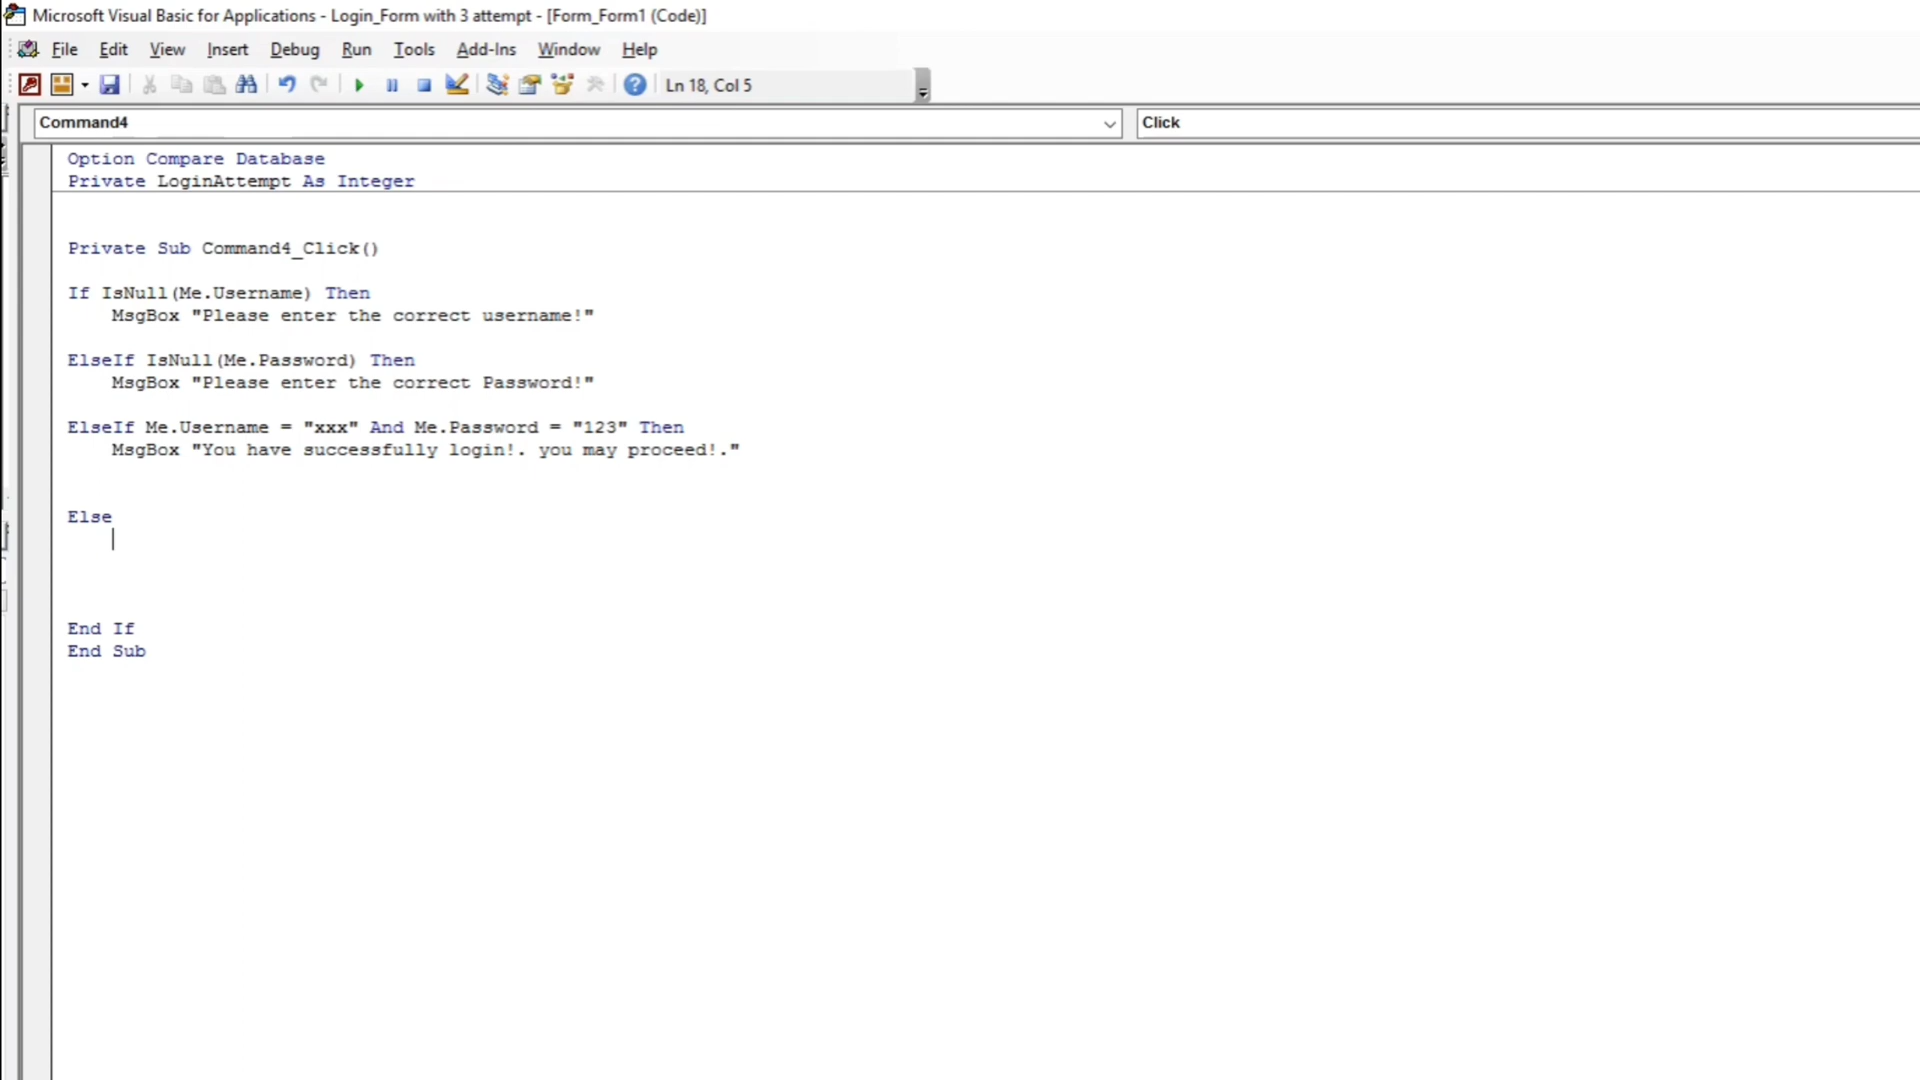 Microsoft Visual Basic for Applications - Login_Form with 3 attempt - [Form_Form1 (Code)]
File Edit View Insert Debug Run Tools Add-Ins Window Help
Ln 18, Col 5
Command4 Click
Option Compare Database
Private LoginAttempt As Integer
Private Sub Command4_Click()
If IsNull(Me.Username) Then
MsgBox "Please enter the correct username!"
ElseIf IsNull(Me.Password) Then
MsgBox "Please enter the correct Password!"
ElseIf Me.Username = "xxx" And Me.Password = "123" Then
MsgBox "You have successfully login!. you may proceed!."
Else
End If
End Sub